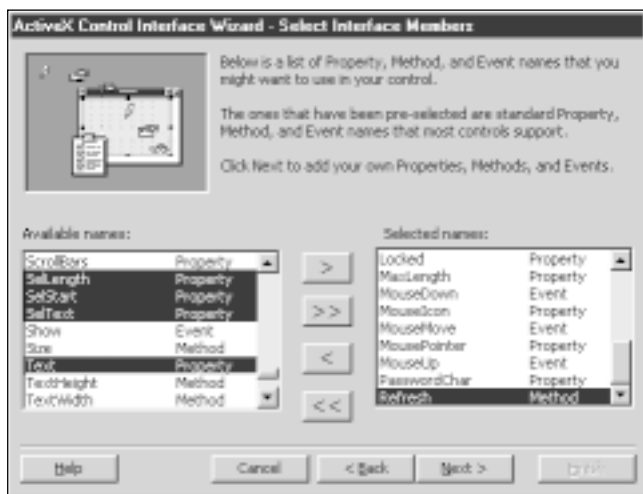 ActiveX Control Interface Wizard - Select Interface Members
Below is a list of Property, Method, and Event names that you
might want to use in your control.
The ones that have been pre-selected are standard Property,
Method, and Event names that most controls support.
Click Next to add your own Properties, Methods, and Events.
Available names:
ScrollBars Property
SelLength Property
SelStart Property
SelText Property
Show Event
Size Method
Text Property
TextHeight Method
TextWidth Method
>
>>
<
<<
Selected names:
Locked Property
MaxLength Property
MouseDown Event
MouseIcon Property
MouseMove Event
MousePointer Property
MouseUp Event
PasswordChar Property
Refresh Method
Help Cancel < Back Next > Finish